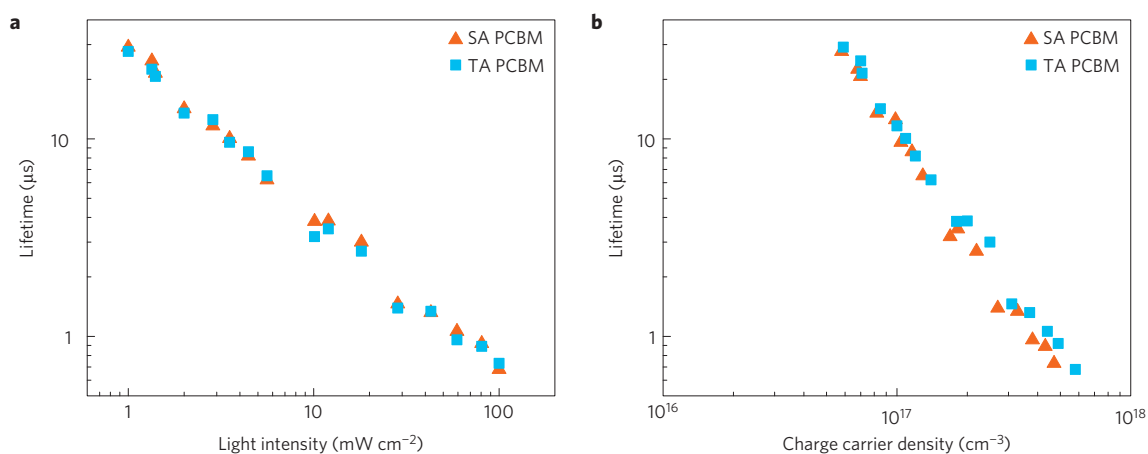 a
SA PCBM
TA PCBM
10
1
Lifetime (µs)
1
10
100
Light intensity (mW cm⁻²)
b
SA PCBM
TA PCBM
10
1
Lifetime (µs)
10¹⁶
10¹⁷
10¹⁸
Charge carrier density (cm⁻³)